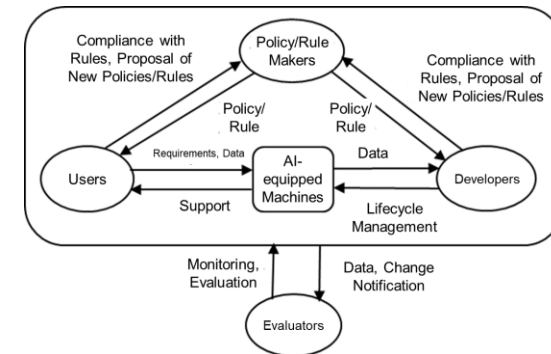 Compliance with
Rules, Proposal of
New Policies/Rules
Policy/Rule
Makers
Compliance with
Rules, Proposal of
New Policies/Rules
Policy/
Rule
Policy/
Rule
Users
Requirements, Data
Support
AI-
equipped
Machines
Data
Lifecycle
Management
Developers
Monitoring,
Evaluation
Data, Change
Notification
Evaluators